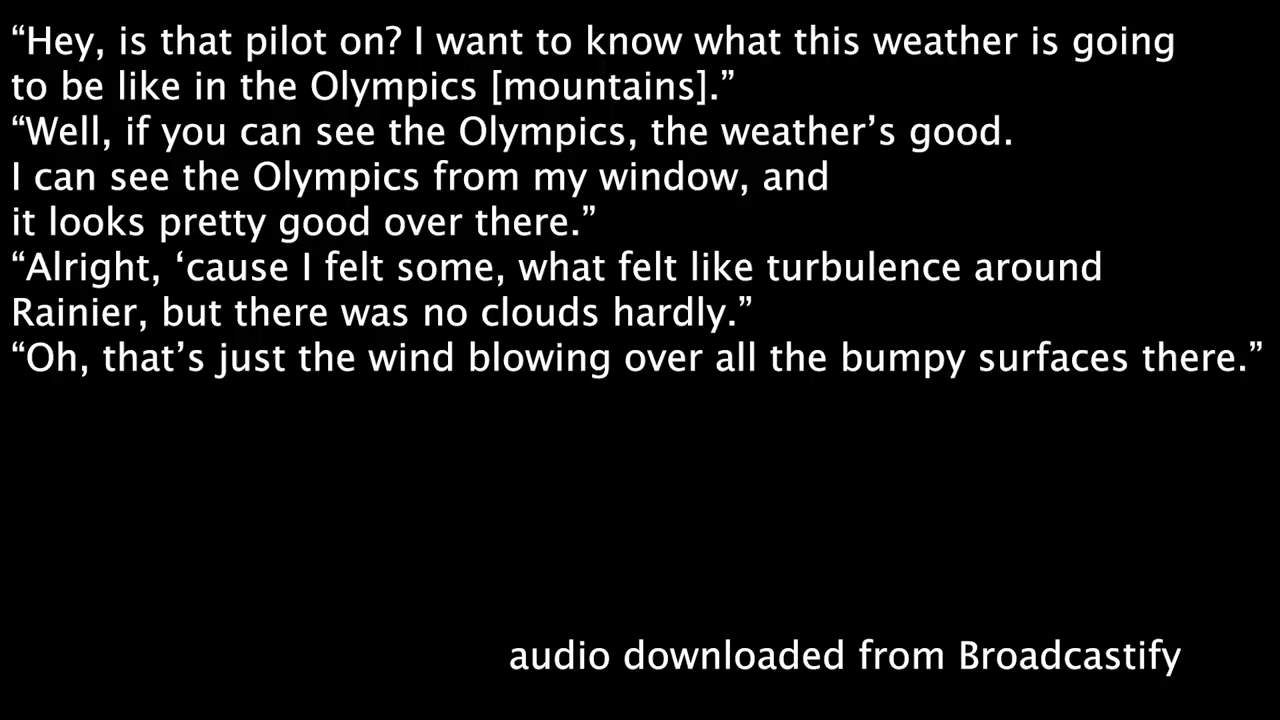 “Hey, is that pilot on? I want to know what this weather is going
to be like in the Olympics [mountains].”
“Well, if you can see the Olympics, the weather’s good.
I can see the Olympics from my window, and
it looks pretty good over there.”
“Alright, ‘cause I felt some, what felt like turbulence around
Rainier, but there was no clouds hardly.”
“Oh, that’s just the wind blowing over all the bumpy surfaces there.”
audio downloaded from Broadcastify